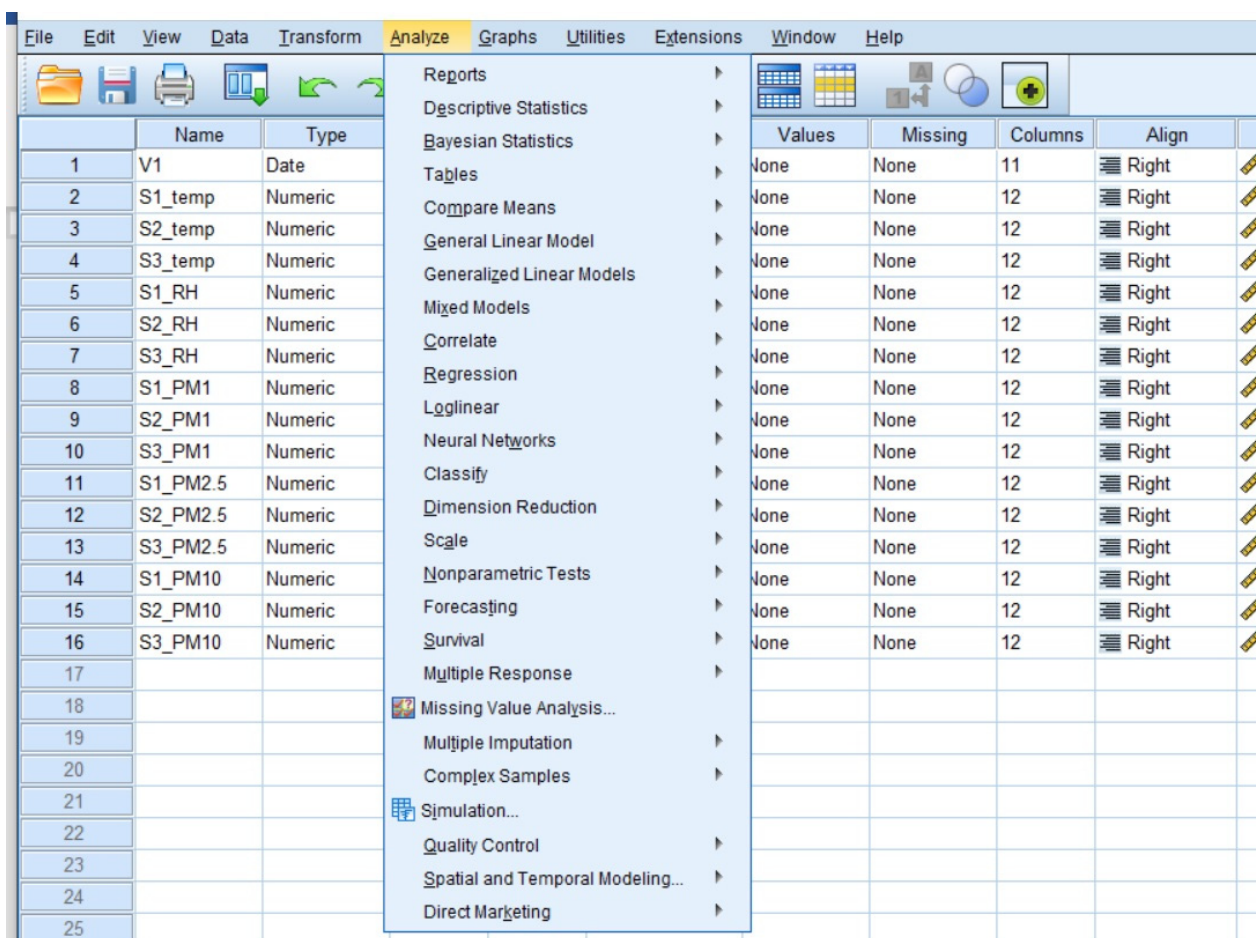 File Edit View Data Transform Analyze Graphs Utilities Extensions Window Help
Reports
Descriptive Statistics
Bayesian Statistics
Tables
Compare Means
General Linear Model
Generalized Linear Models
Mixed Models
Correlate
Regression
Loglinear
Neural Networks
Classify
Dimension Reduction
Scale
Nonparametric Tests
Forecasting
Survival
Multiple Response
Missing Value Analysis...
Multiple Imputation
Complex Samples
Simulation...
Quality Control
Spatial and Temporal Modeling...
Direct Marketing
Name Type Values Missing Columns Align
1 V1 Date None None 11 Right
2 S1_temp Numeric None None 12 Right
3 S2_temp Numeric None None 12 Right
4 S3_temp Numeric None None 12 Right
5 S1_RH Numeric None None 12 Right
6 S2_RH Numeric None None 12 Right
7 S3_RH Numeric None None 12 Right
8 S1_PM1 Numeric None None 12 Right
9 S2_PM1 Numeric None None 12 Right
10 S3_PM1 Numeric None None 12 Right
11 S1_PM2.5 Numeric None None 12 Right
12 S2_PM2.5 Numeric None None 12 Right
13 S3_PM2.5 Numeric None None 12 Right
14 S1_PM10 Numeric None None 12 Right
15 S2_PM10 Numeric None None 12 Right
16 S3_PM10 Numeric None None 12 Right
17
18
19
20
21
22
23
24
25